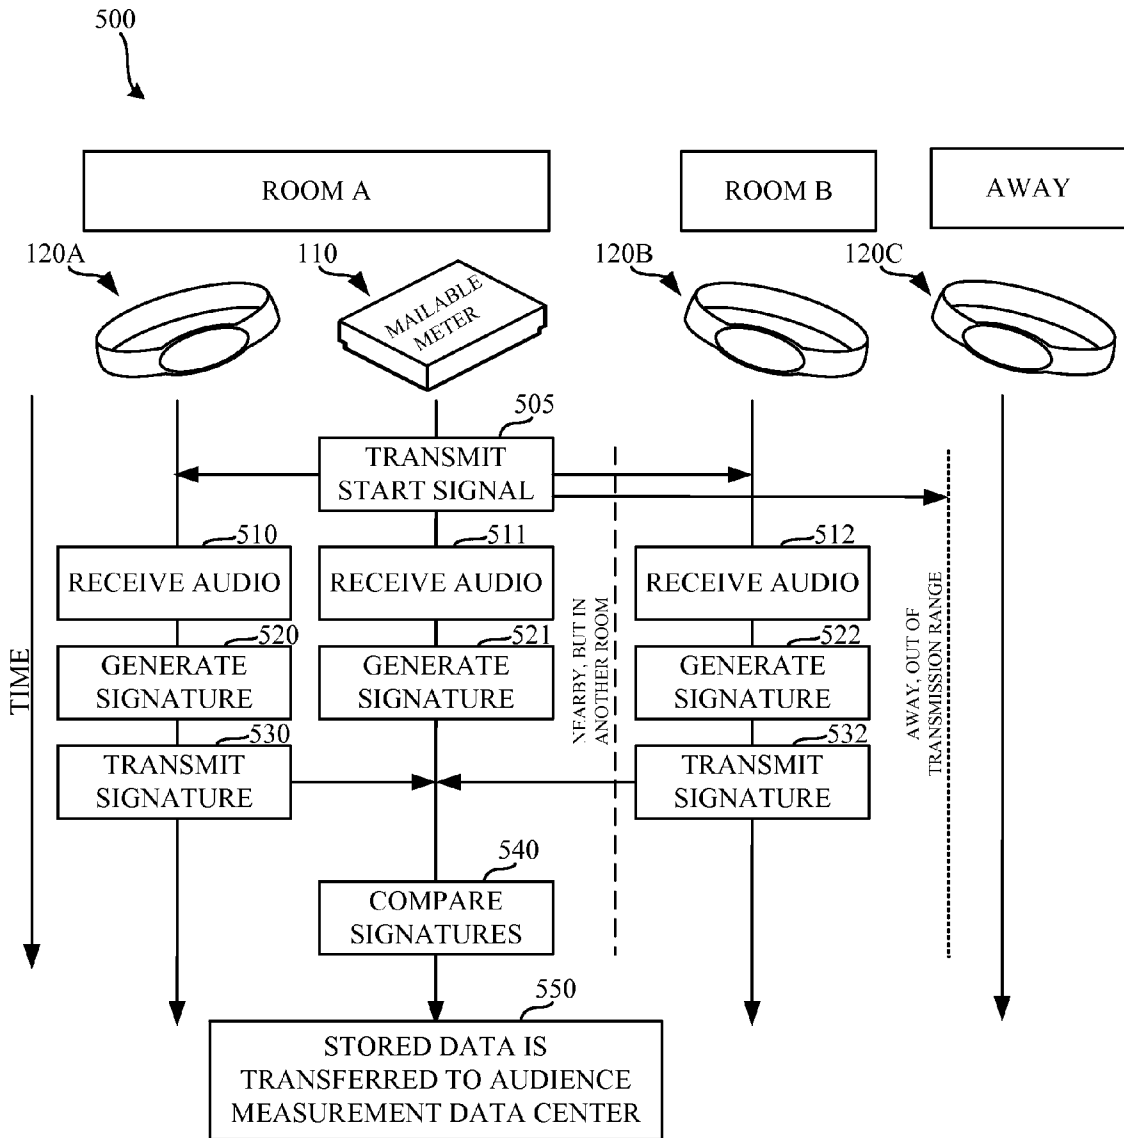 500
ROOM A
ROOM B
AWAY
120A
110
120B
120C
MAILABLE
METER
505
TRANSMIT
START SIGNAL
510
511
512
RECEIVE AUDIO
RECEIVE AUDIO
RECEIVE AUDIO
520
521
522
GENERATE
SIGNATURE
GENERATE
SIGNATURE
GENERATE
SIGNATURE
TIME
NEARBY, BUT IN
ANOTHER ROOM
AWAY, OUT OF
TRANSMISSION RANGE
530
532
TRANSMIT
SIGNATURE
TRANSMIT
SIGNATURE
540
COMPARE
SIGNATURES
550
STORED DATA IS
TRANSFERRED TO AUDIENCE
MEASUREMENT DATA CENTER